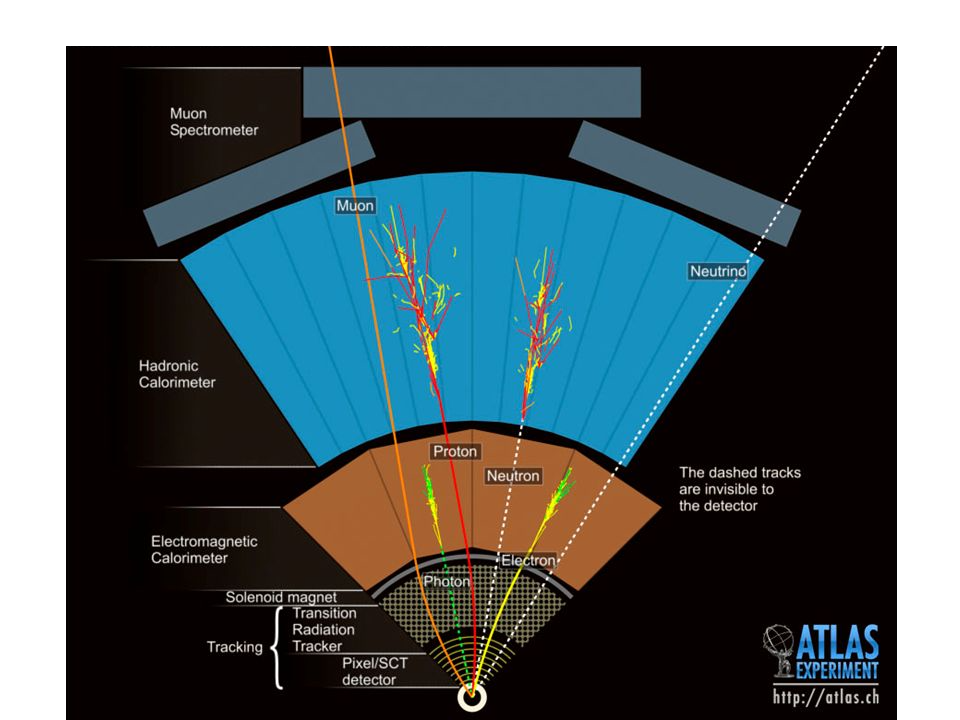 Muon
Spectrometer
Muon
Neutrino
Hadronic
Calorimeter
Proton
Neutron
The dashed tracks
are invisible to
the detector
Electromagnetic
Calorimeter
Electron
Photon
Solenoid magnet
Transition
Radiation
Tracker
Tracking
Pixel/SCT
detector
ATLAS
EXPERIMENT
http://atlas.ch